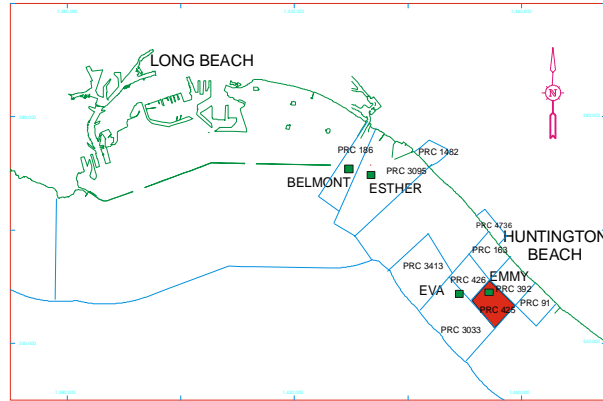 LONG BEACH
N
PRC 186
PRC 1482
PRC 3095
BELMONT
ESTHER
PRC 4736
HUNTINGTON
BEACH
PRC 163
PRC 3413
PRC 426
EMMY
EVA
PRC 392
PRC 91
PRC 425
PRC 3033